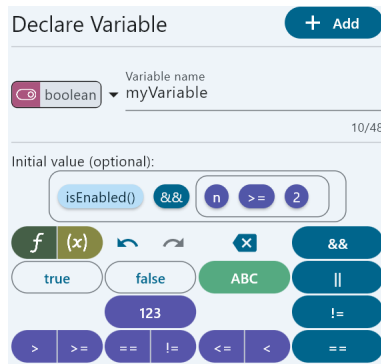 Declare Variable
+ Add
boolean
Variable name
myVariable
10/48
Initial value (optional):
isEnabled() && n >= 2
f (x) &&
true false ABC ||
123 !=
> >= == != <= < ==